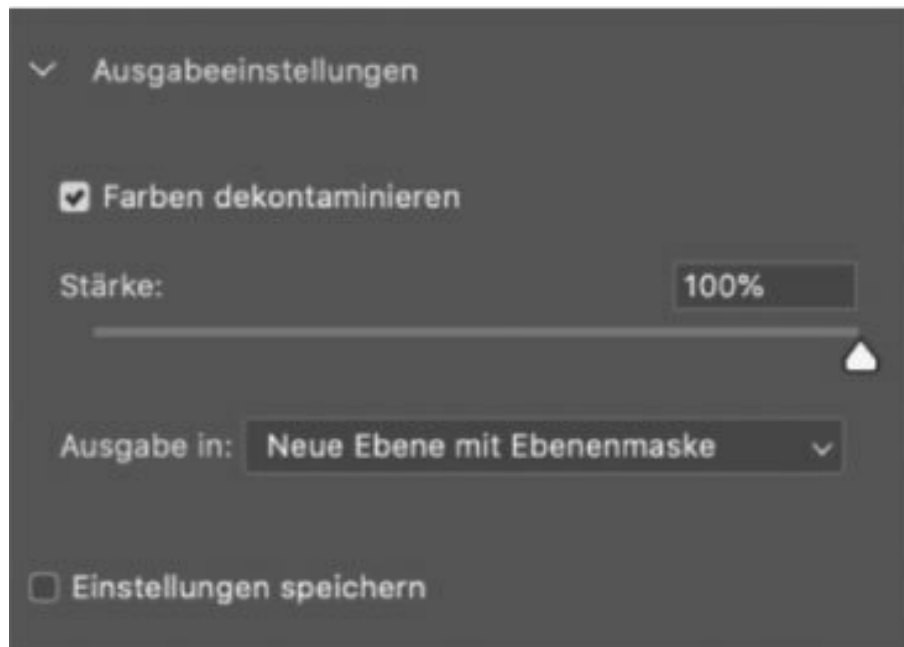 Ausgabeeinstellungen
Farben dekontaminieren
Stärke: 100%
Ausgabe in: Neue Ebene mit Ebenenmaske
Einstellungen speichern